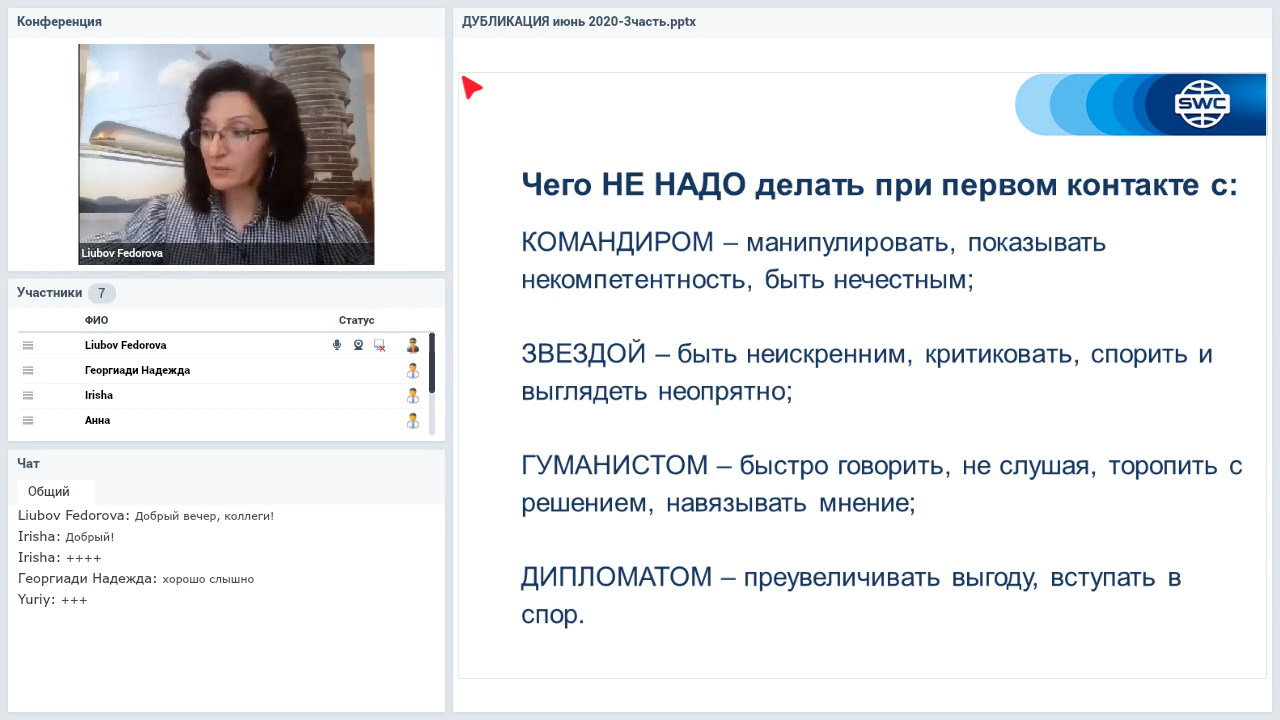 Конференция
Liubov Fedorova
Участники 7
ФИО Статус
Liubov Fedorova
Георгиади Надежда
Irisha
Анна
Чат
Общий
Liubov Fedorova: Добрый вечер, коллеги!
Irisha: Добрый!
Irisha: ++++
Георгиади Надежда: хорошо слышно
Yuriy: +++
ДУБЛИКАЦИЯ июнь 2020-3часть.pptx
SWC
Чего НЕ НАДО делать при первом контакте с:
КОМАНДИРОМ – манипулировать, показывать
некомпетентность, быть нечестным;
ЗВЕЗДОЙ – быть неискренним, критиковать, спорить и
выглядеть неопрятно;
ГУМАНИСТОМ – быстро говорить, не слушая, торопить с
решением, навязывать мнение;
ДИПЛОМАТОМ – преувеличивать выгоду, вступать в
спор.